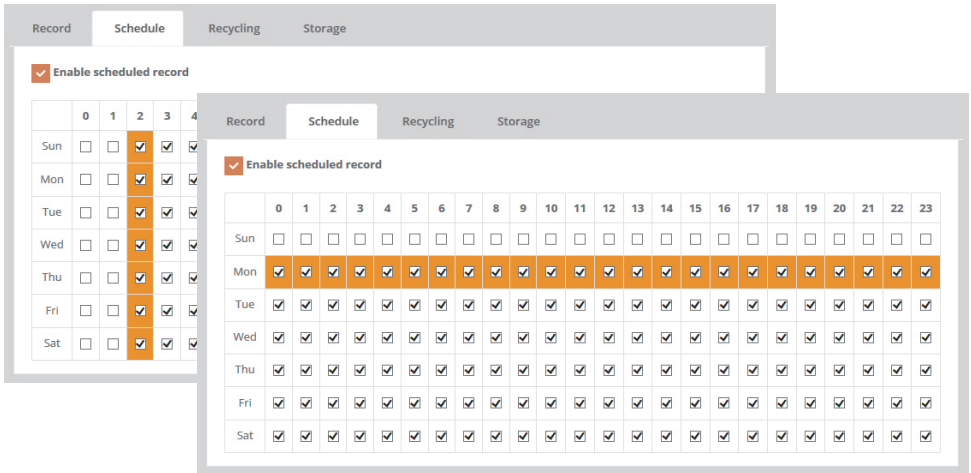 Record Schedule Recycling Storage
Enable scheduled record
0 1 2 3 4
Sun
Mon
Tue
Wed
Thu
Fri
Sat
Record Schedule Recycling Storage
Enable scheduled record
0 1 2 3 4 5 6 7 8 9 10 11 12 13 14 15 16 17 18 19 20 21 22 23
Sun
Mon
Tue
Wed
Thu
Fri
Sat